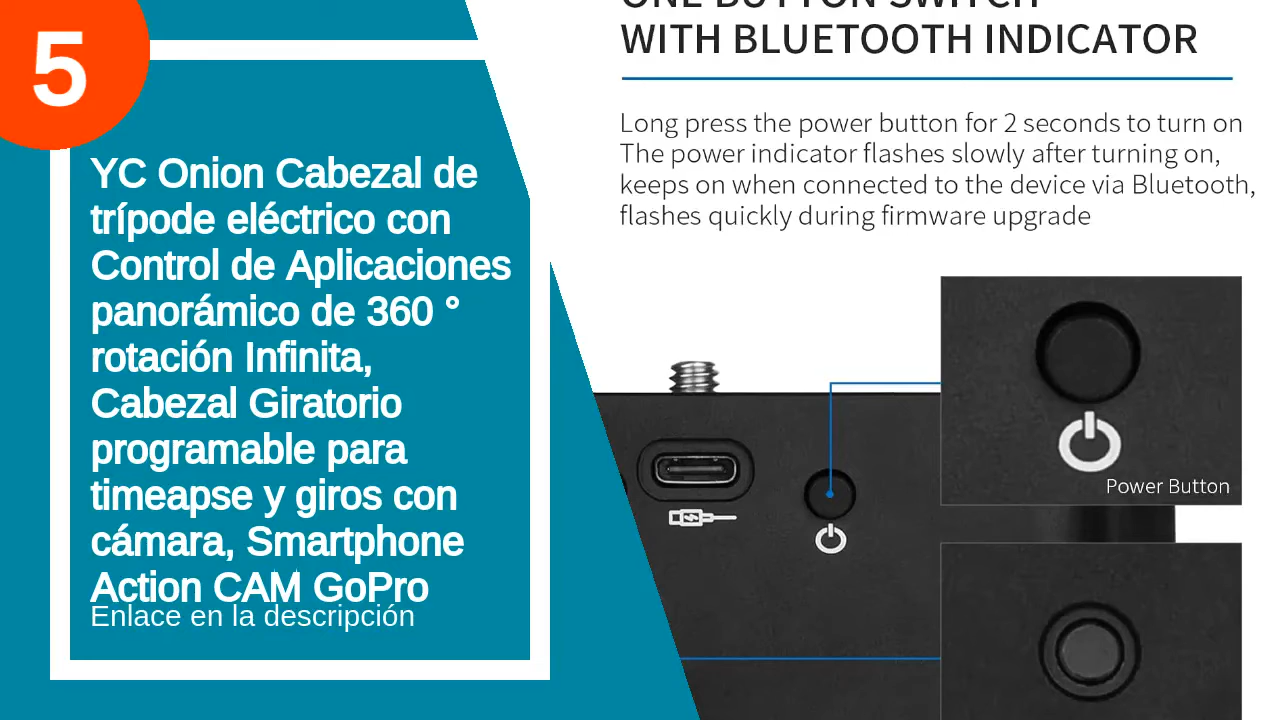 5
YC Onion Cabezal de
trípode eléctrico con
Control de Aplicaciones
panorámico de 360 °
rotación Infinita,
Cabezal Giratorio
programable para
timeapse y giros con
cámara, Smartphone
Action CAM GoPro
Enlace en la descripción
ONE BUTTON SWITCH
WITH BLUETOOTH INDICATOR
Long press the power button for 2 seconds to turn on
The power indicator flashes slowly after turning on,
keeps on when connected to the device via Bluetooth,
flashes quickly during firmware upgrade
Power Button